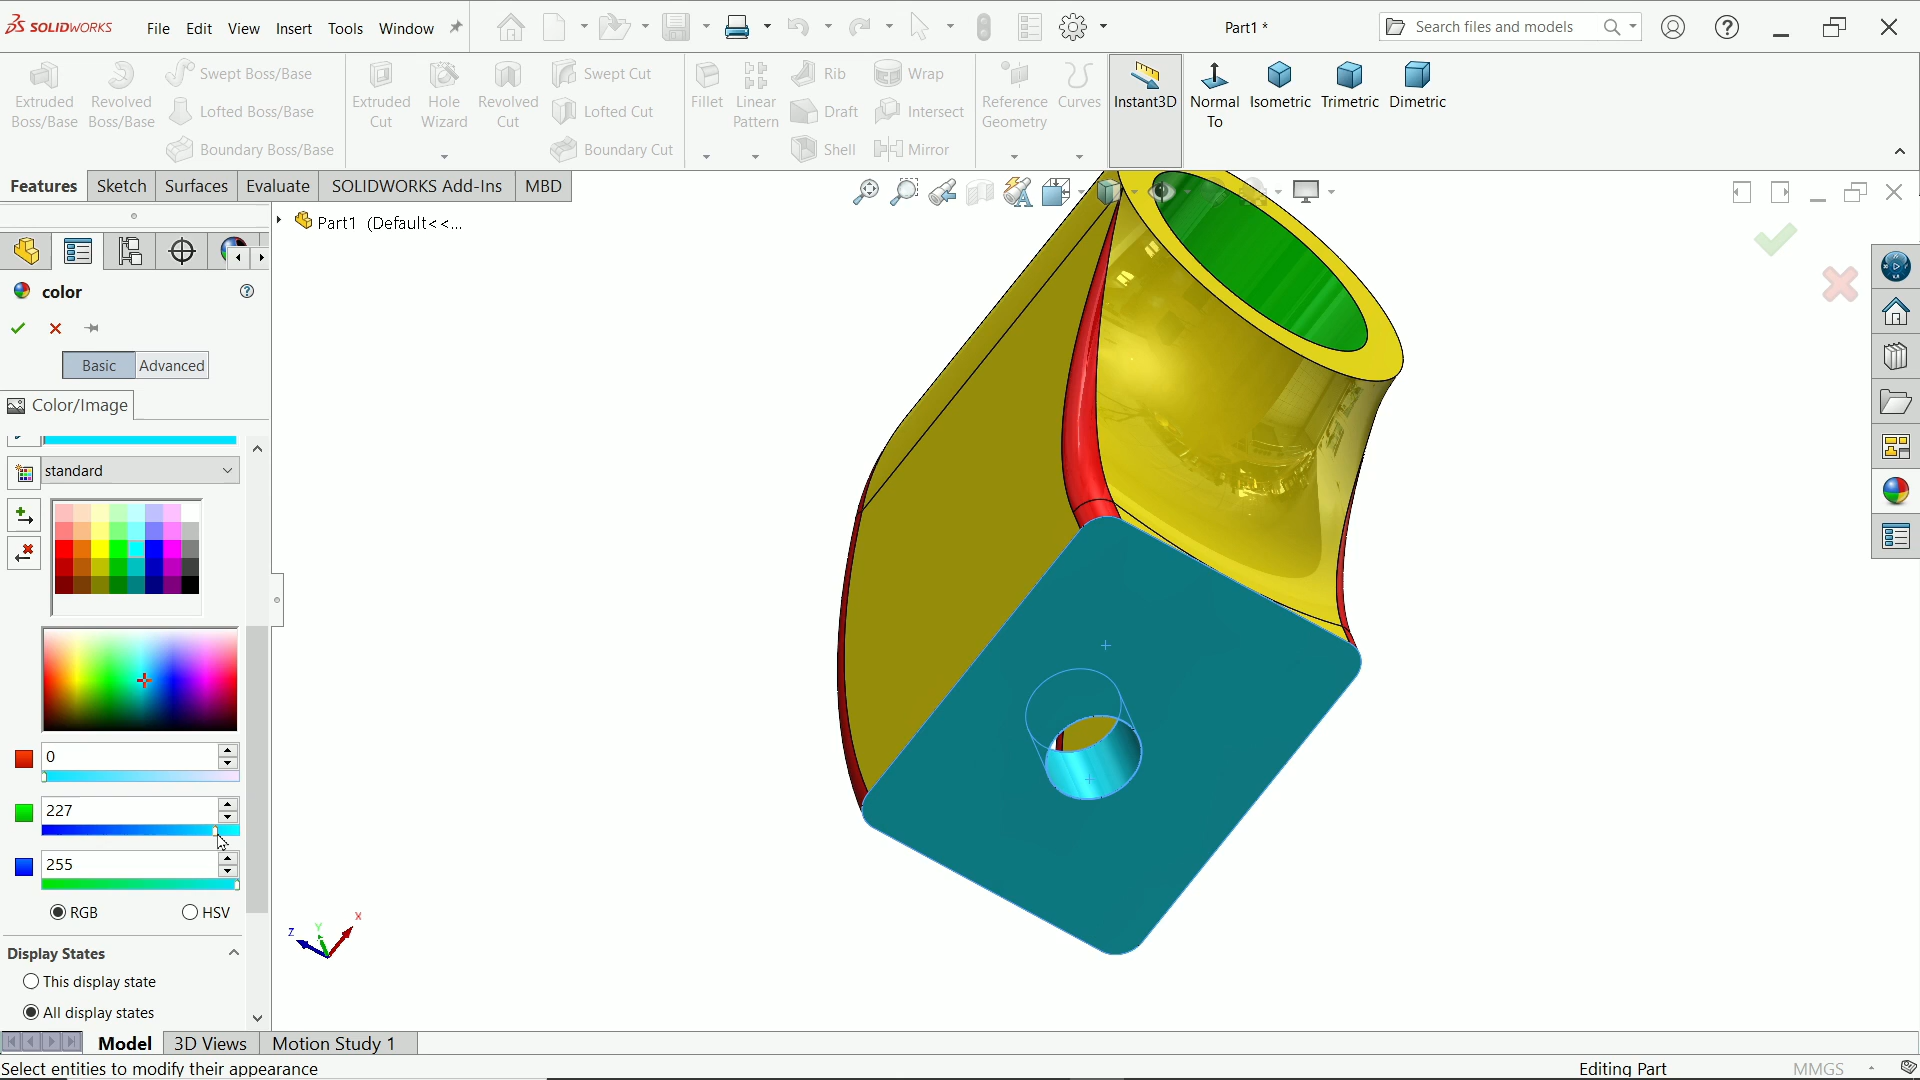 SOLIDWORKS File Edit View Insert Tools Window Part1 * Search files and models
Extruded Boss/Base
Revolved Boss/Base
Swept Boss/Base
Lofted Boss/Base
Boundary Boss/Base
Extruded Cut
Hole Wizard
Revolved Cut
Swept Cut
Lofted Cut
Boundary Cut
Fillet
Linear Pattern
Rib
Draft
Shell
Wrap
Intersect
Mirror
Reference Geometry
Curves
Instant3D
Normal To
Isometric
Trimetric
Dimetric
Features Sketch Surfaces Evaluate SOLIDWORKS Add-Ins MBD
Part1 (Default<<...
color
Basic Advanced
Color/Image
standard
0
227
255
RGB HSV
Display States
This display state
All display states
Z Y X
Model 3D Views Motion Study 1
Select entities to modify their appearance Editing Part MMGS